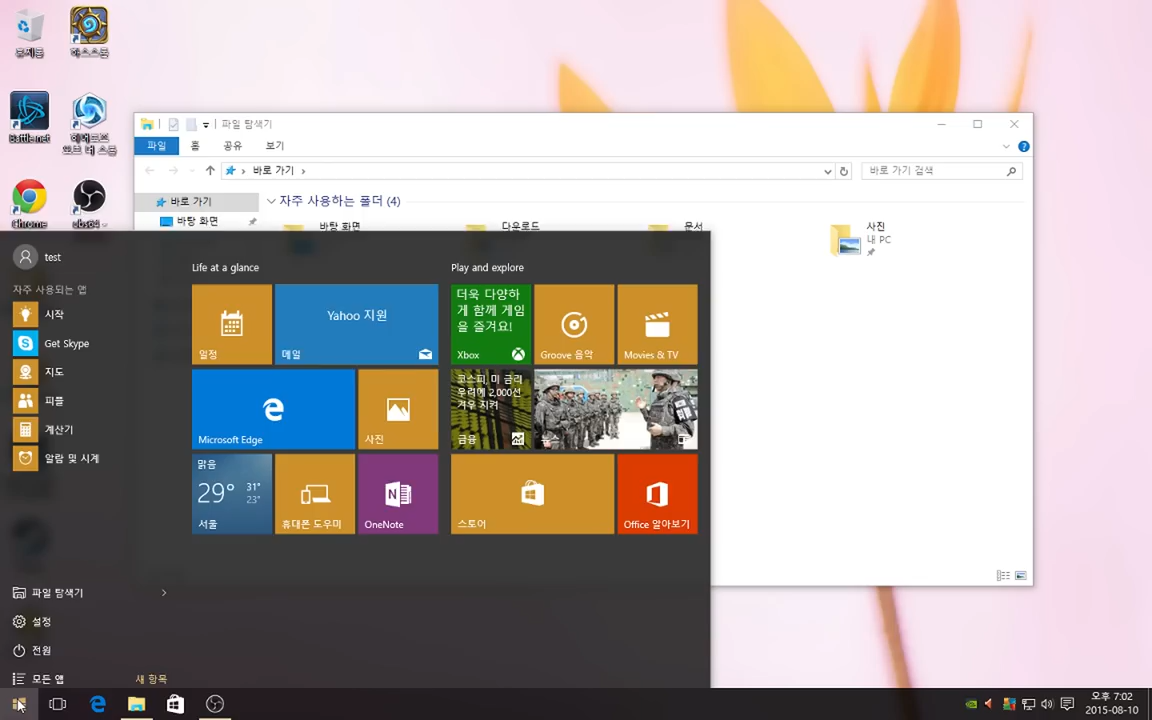 휴지통
하스스톤
Battle.net
히어로즈
오브 더 스톰
Chrome
파일 탐색기
파일
홈
공유
보기
바로 가기
바로 가기 검색
바로 가기
자주 사용하는 폴더 (4)
바탕 화면
바탕 화면
다운로드
문서
사진
내 PC
test
자주 사용되는 앱
시작
Get Skype
지도
피플
계산기
알람 및 시계
파일 탐색기
설정
전원
모든 앱
새 항목
Life at a glance
일정
Yahoo 지원
메일
Microsoft Edge
사진
맑음
29°
31°
23°
서울
휴대폰 도우미
OneNote
Play and explore
더욱 다양하
게 함께 게임
을 즐겨요!
Xbox
Groove 음악
Movies & TV
코스피, 미 금리
우려에 2,000선
겨우 지켜
금융
뉴스
스토어
Office 알아보기
오후 7:02
2015-08-10